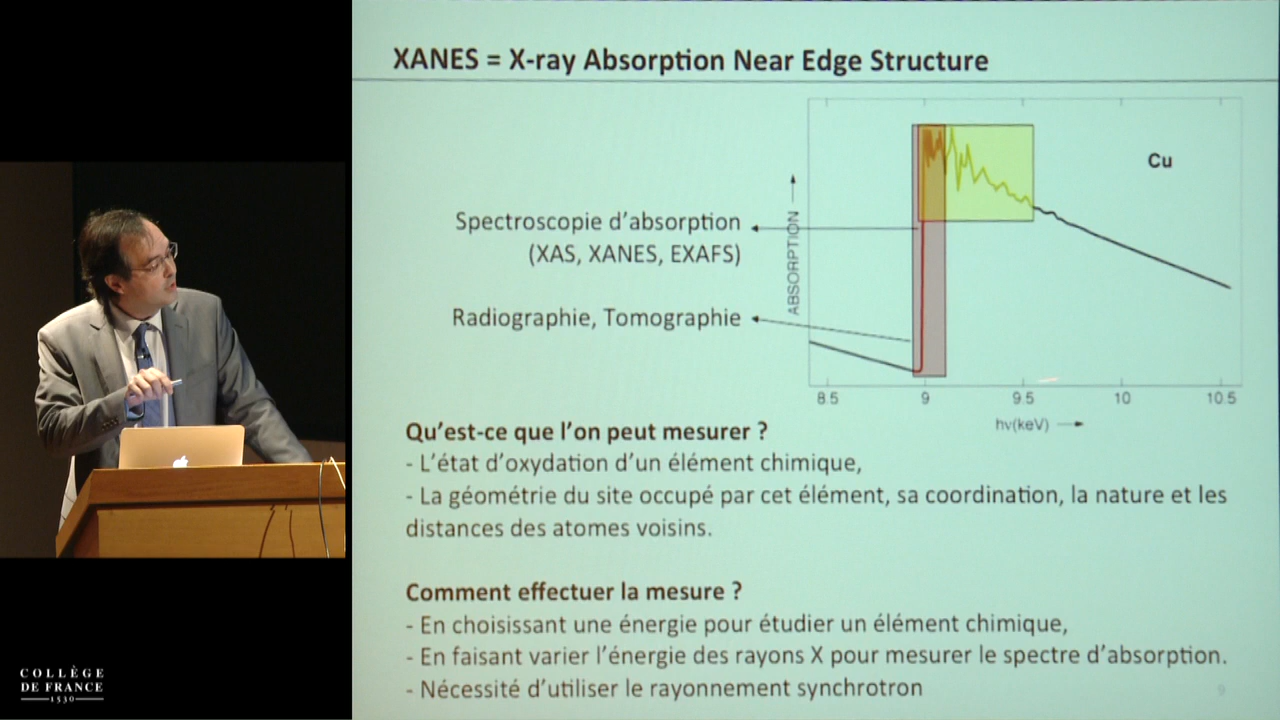 XANES = X-ray Absorption Near Edge Structure
Cu
Spectroscopie d'absorption
(XAS, XANES, EXAFS)
Radiographie, Tomographie
ABSORPTION
8.5 9 9.5 10 10.5
hν(keV)
Qu'est-ce que l'on peut mesurer ?
- L'état d'oxydation d'un élément chimique,
- La géométrie du site occupé par cet élément, sa coordination, la nature et les
distances des atomes voisins.
Comment effectuer la mesure ?
- En choisissant une énergie pour étudier un élément chimique,
- En faisant varier l'énergie des rayons X pour mesurer le spectre d'absorption.
- Nécessité d'utiliser le rayonnement synchrotron
9
COLLÈGE
DE FRANCE
1530